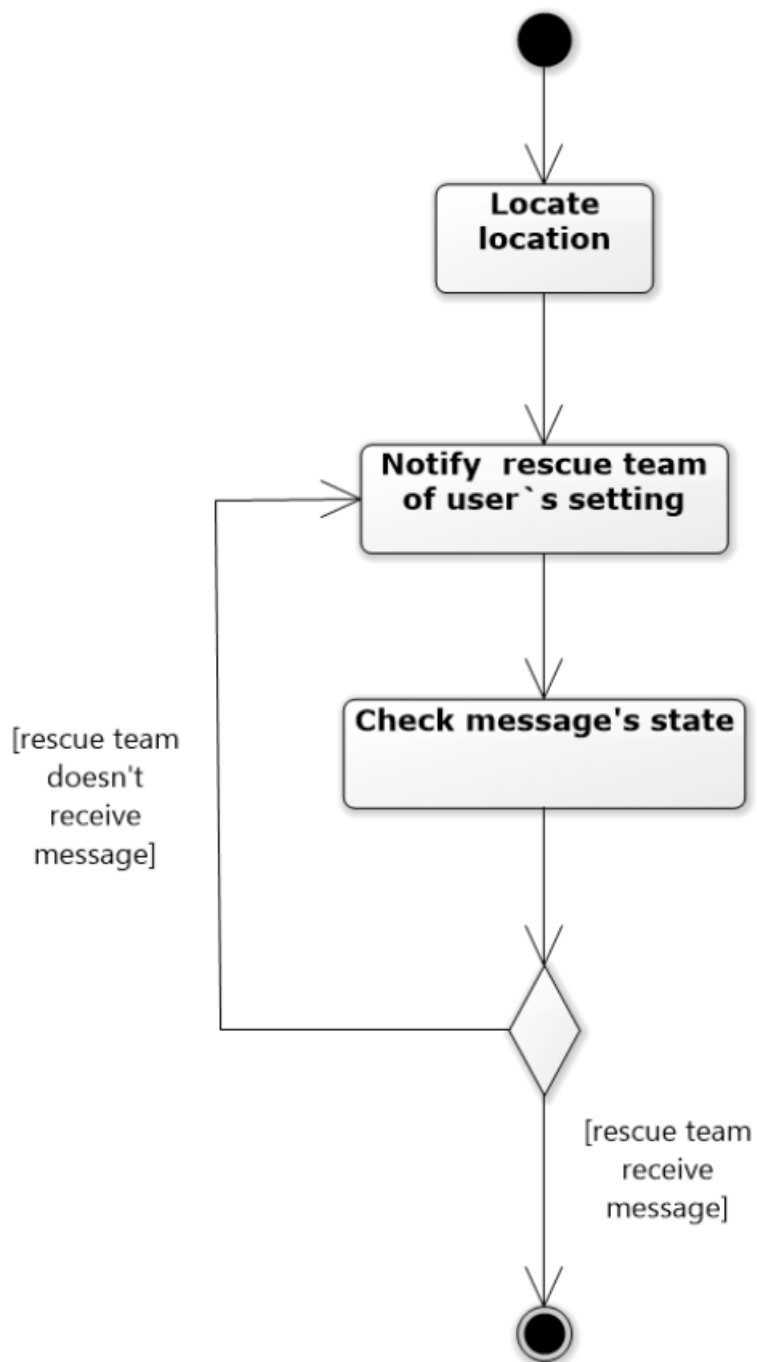 Locate
location
Notify  rescue team
of user`s setting
Check message's state
[rescue team
doesn't
receive
message]
[rescue team
receive
message]